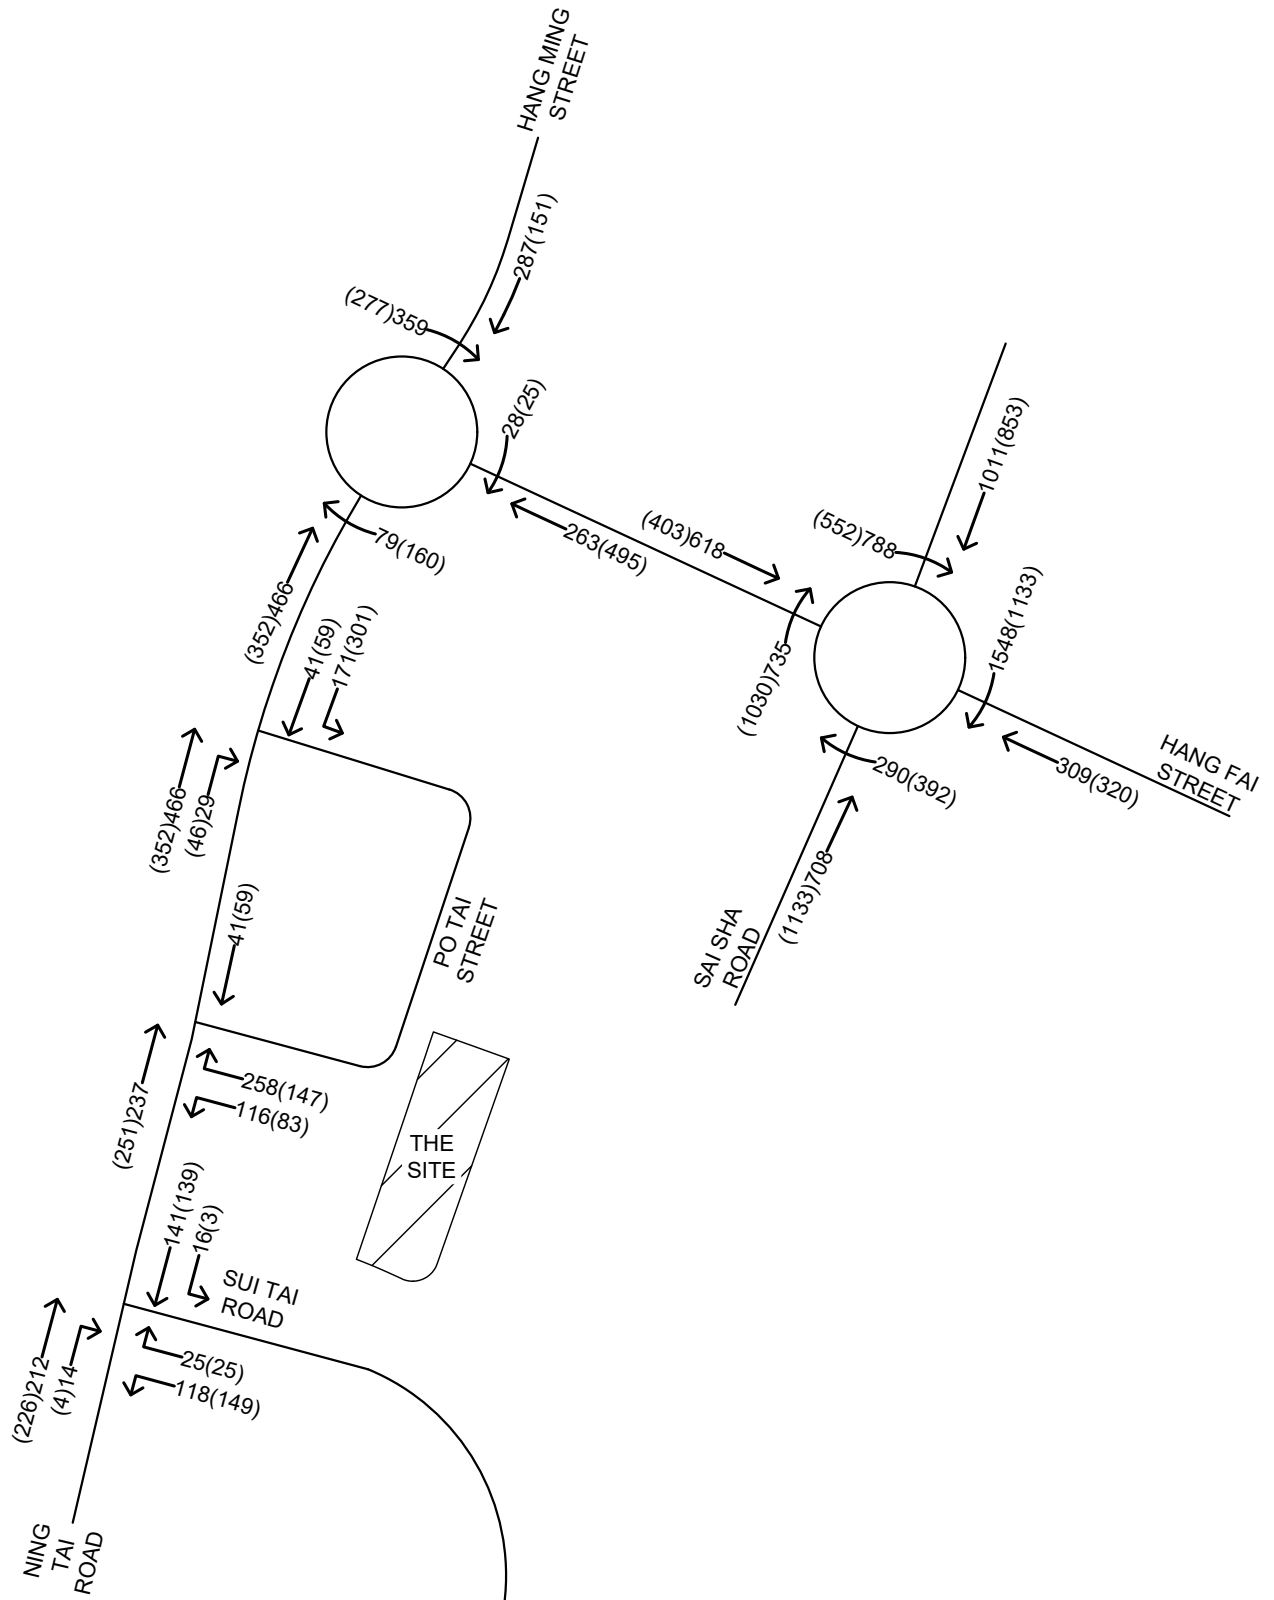 HANG MING
STREET
287(151)
(277)359
28(25)
263(495)
(403)618
1011(853)
(552)788
1548(1133)
(1030)735
290(392)
309(320)
HANG FAI
STREET
(1133)708
SAI SHA
ROAD
79(160)
(352)466
41(59)
171(301)
(352)466
(46)29
41(59)
PO TAI
STREET
258(147)
116(83)
(251)237
THE
SITE
141(139)
16(3)
SUI TAI
ROAD
(226)212
(4)14
25(25)
118(149)
NING
TAI
ROAD